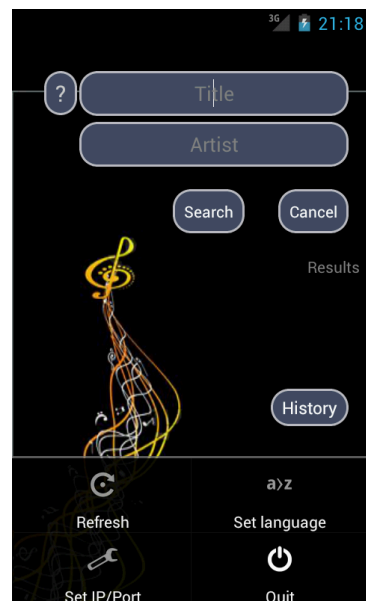 3G 21:18
? Title
Artist
Search Cancel
Results
History
a>z
Refresh Set language
Set IP/Port Quit